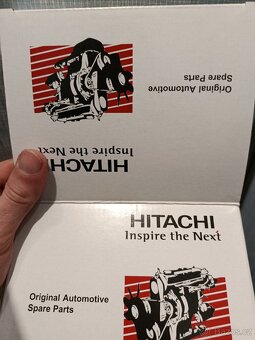 Original Automotive
Spare Parts
HITACHI
Inspire the Next
HITACHI
Inspire the Next
Original Automotive
Spare Parts